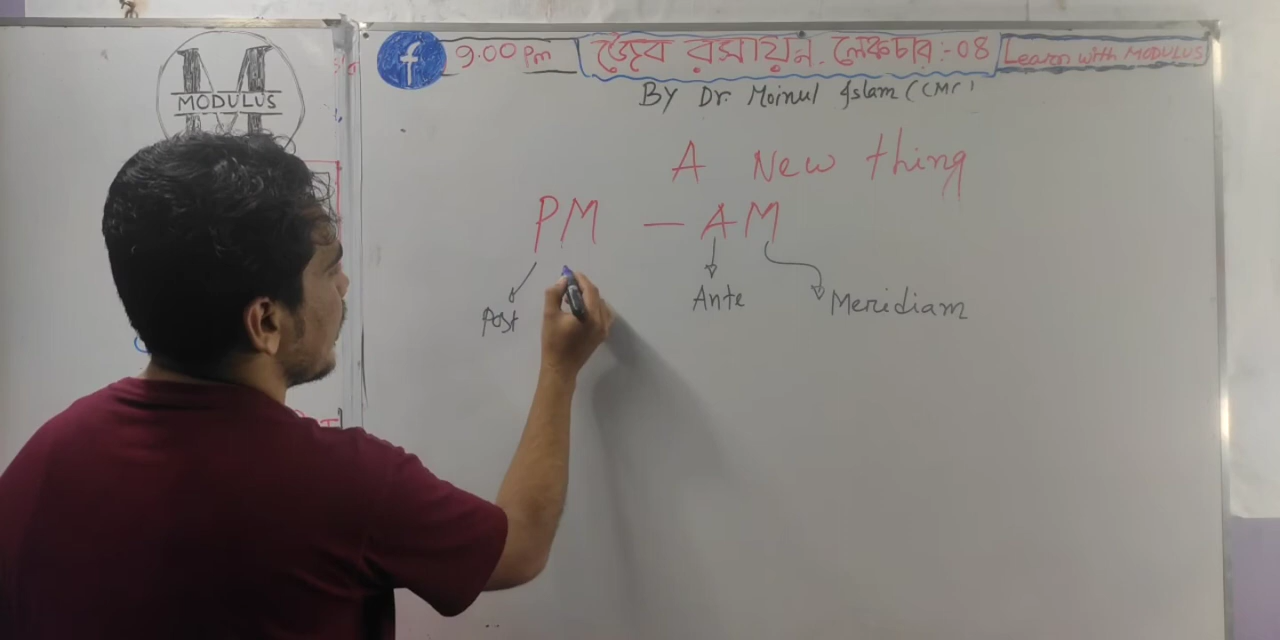 MODULUS
f 9.00 Pm জৈব রসায়ন. লেকচার:- 08 Learn with MODULUS
By Dr. Moinul Islam (CMC)
A New thing
PM — AM
Post Ante Meridiam